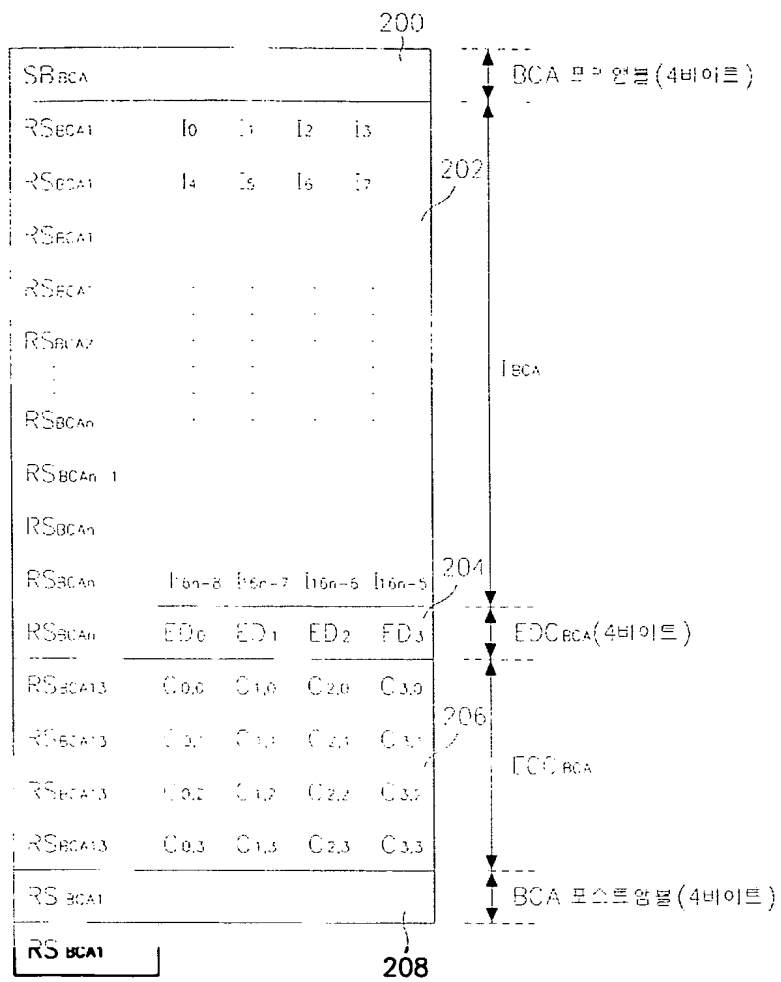 200
SBBCA BCA 프리앰블(4바이트)
RSBCA1 I0 I1 I2 I3
RSBCA1 I4 I5 I6 I7
202
RSBCA1
RSBCA1
RSBCA2
IBCA
RSBCAn
RSBCAn-1
RSBCAn
RSBCAn I16n-8 I16n-7 I16n-6 I16n-5
204
RSBCAn ED0 ED1 ED2 ED3 EDCBCA(4바이트)
RSBCA13 C0,0 C1,0 C2,0 C3,0
206
RSBCA13 C0,1 C1,1 C2,1 C3,1
ECCBCA
RSBCA13 C0,2 C1,2 C2,2 C3,2
RSBCA13 C0,3 C1,3 C2,3 C3,3
RSBCA1 BCA 포스트앰블(4바이트)
RSBCA1
208